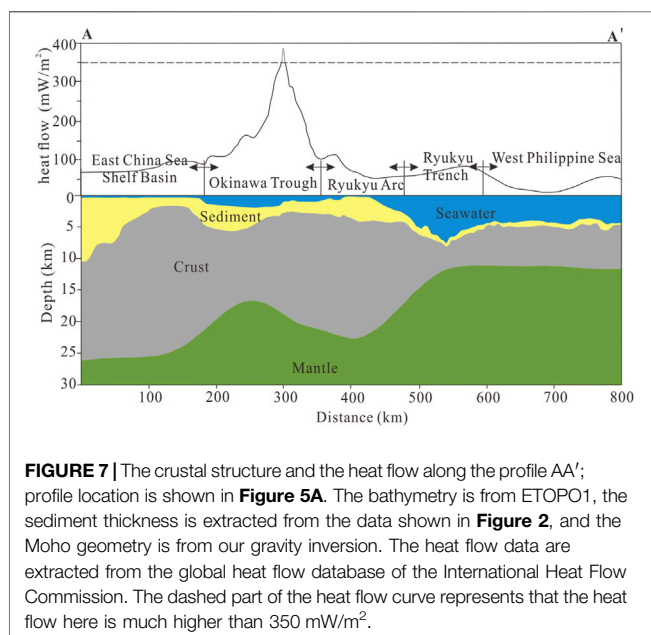 A A'
400
300
200
100
0
heat flow (mW/m²)
East China Sea
Shelf Basin
Okinawa Trough
Ryukyu Arc
Ryukyu
Trench
West Philippine Sea
0
5
10
15
20
25
30
Depth (km)
Sediment
Seawater
Crust
Mantle
100 200 300 400 500 600 700 800
Distance (km)
FIGURE 7 | The crustal structure and the heat flow along the profile AA′;
profile location is shown in Figure 5A. The bathymetry is from ETOPO1, the
sediment thickness is extracted from the data shown in Figure 2, and the
Moho geometry is from our gravity inversion. The heat flow data are
extracted from the global heat flow database of the International Heat Flow
Commission. The dashed part of the heat flow curve represents that the heat
flow here is much higher than 350 mW/m².